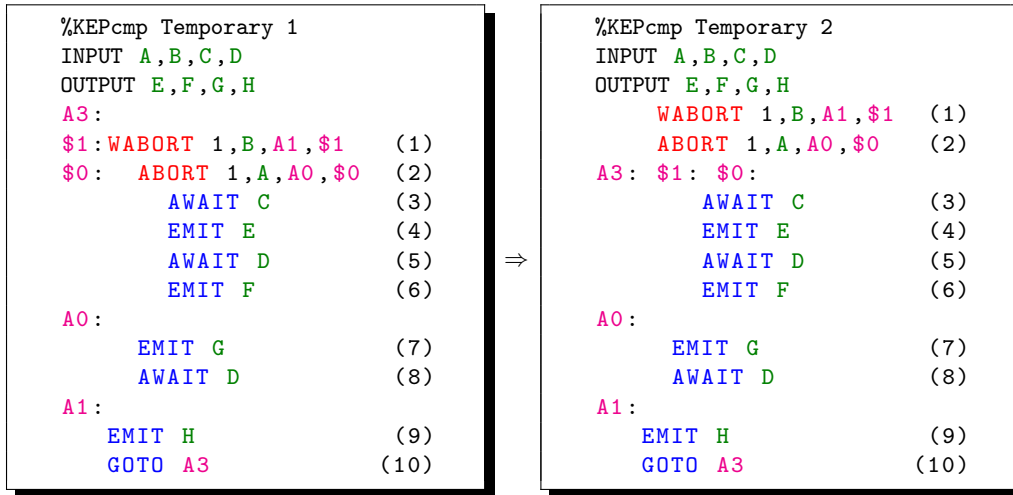 %KEPcmp Temporary 1
INPUT A,B,C,D
OUTPUT E,F,G,H
A3:
$1:WABORT 1,B,A1,$1 (1)
$0: ABORT 1,A,A0,$0 (2)
AWAIT C (3)
EMIT E (4)
AWAIT D (5)
EMIT F (6)
A0:
EMIT G (7)
AWAIT D (8)
A1:
EMIT H (9)
GOTO A3 (10)
⇒
%KEPcmp Temporary 2
INPUT A,B,C,D
OUTPUT E,F,G,H
WABORT 1,B,A1,$1 (1)
ABORT 1,A,A0,$0 (2)
A3: $1: $0:
AWAIT C (3)
EMIT E (4)
AWAIT D (5)
EMIT F (6)
A0:
EMIT G (7)
AWAIT D (8)
A1:
EMIT H (9)
GOTO A3 (10)